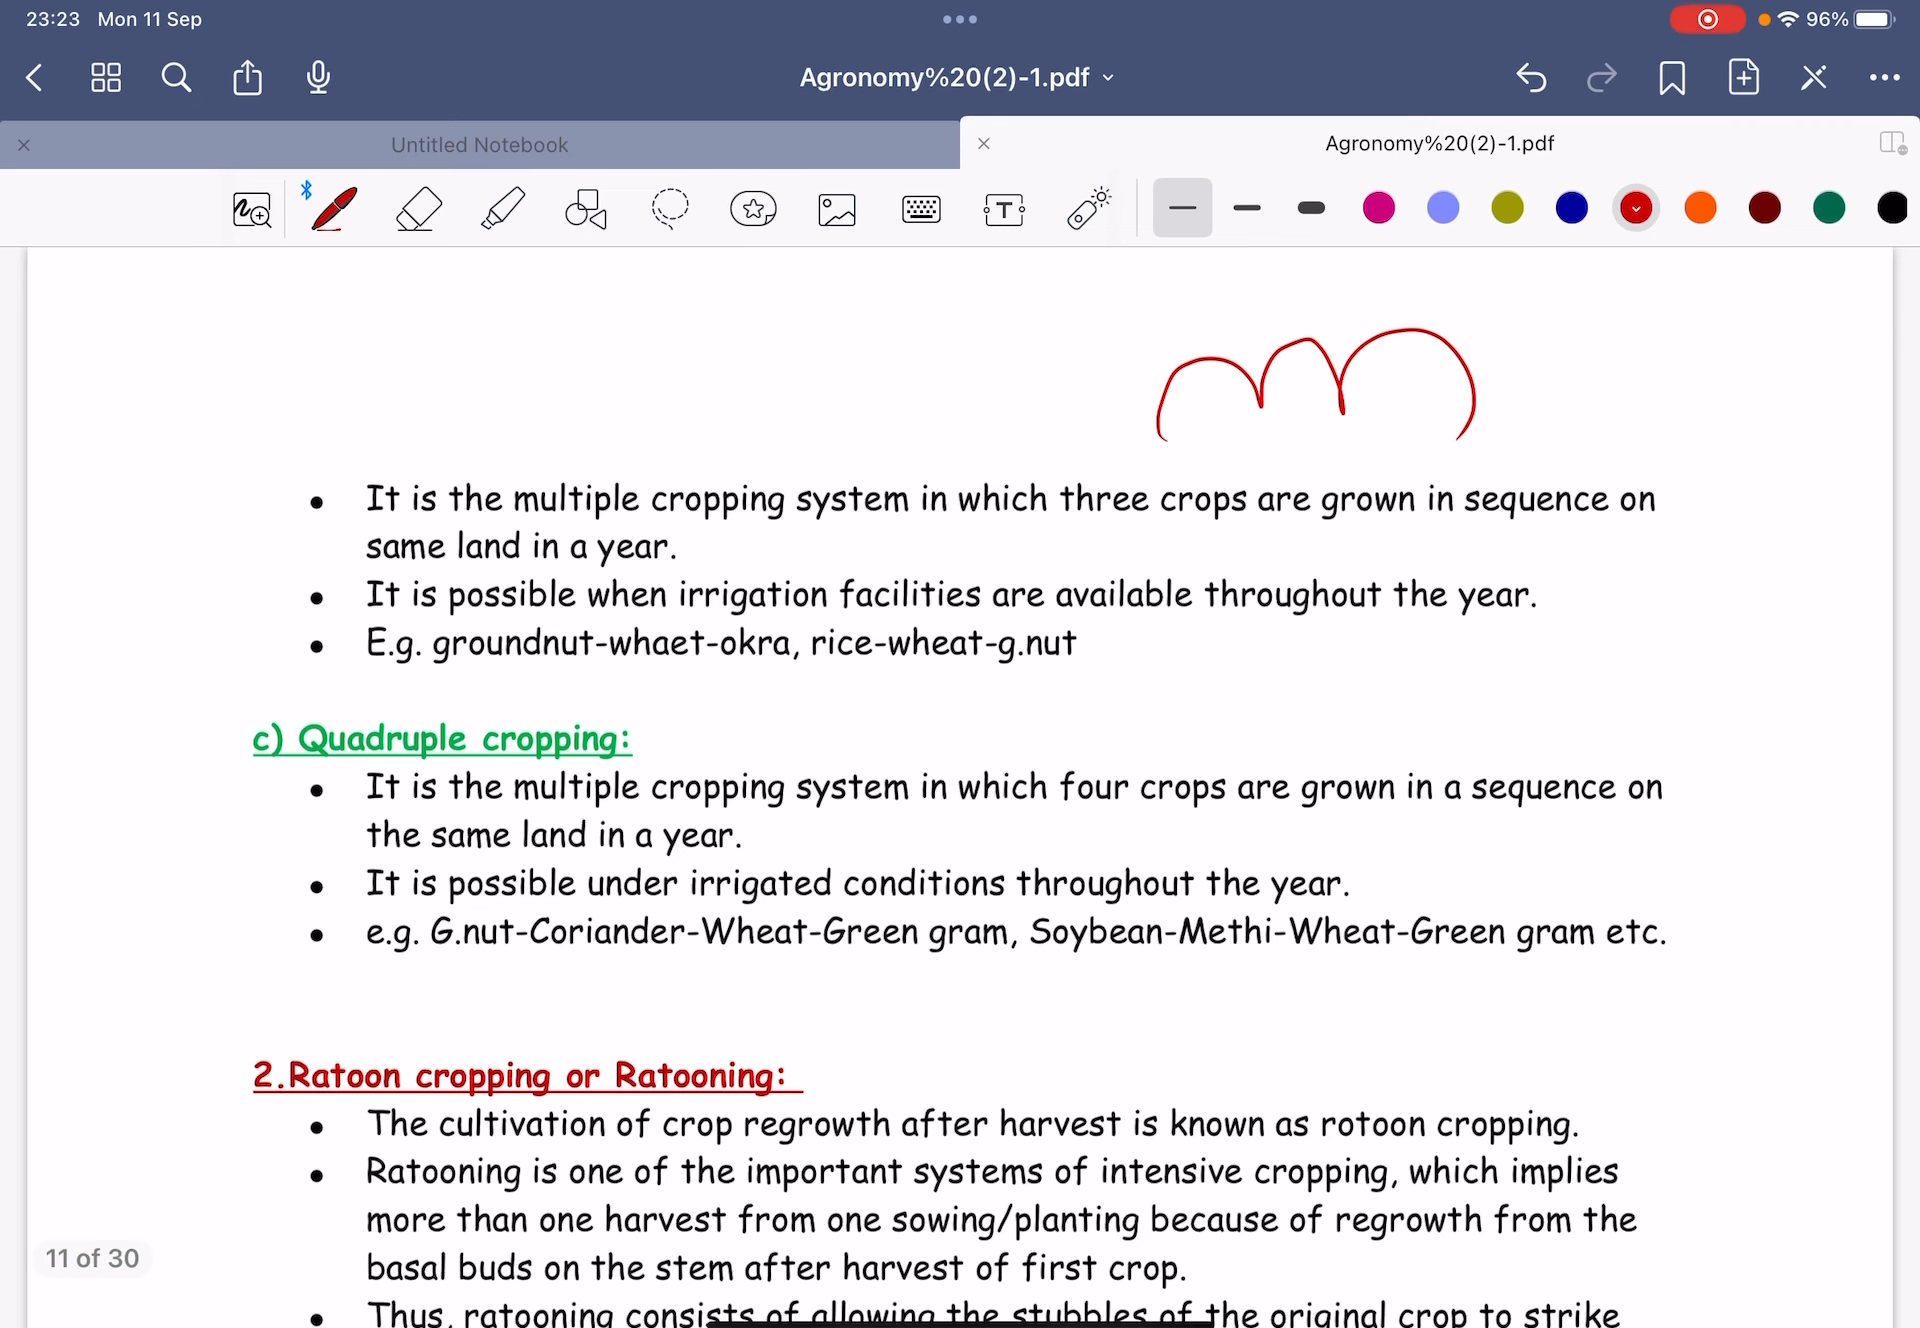 23:23 Mon 11 Sep
96%
Agronomy%20(2)-1.pdf
Untitled Notebook
Agronomy%20(2)-1.pdf
• It is the multiple cropping system in which three crops are grown in sequence on
same land in a year.
• It is possible when irrigation facilities are available throughout the year.
• E.g. groundnut-whaet-okra, rice-wheat-g.nut
c) Quadruple cropping:
• It is the multiple cropping system in which four crops are grown in a sequence on
the same land in a year.
• It is possible under irrigated conditions throughout the year.
• e.g. G.nut-Coriander-Wheat-Green gram, Soybean-Methi-Wheat-Green gram etc.
2.Ratoon cropping or Ratooning:
• The cultivation of crop regrowth after harvest is known as rotoon cropping.
• Ratooning is one of the important systems of intensive cropping, which implies
more than one harvest from one sowing/planting because of regrowth from the
basal buds on the stem after harvest of first crop.
• Thus, ratooning consists of allowing the stubbles of the original crop to strike
11 of 30